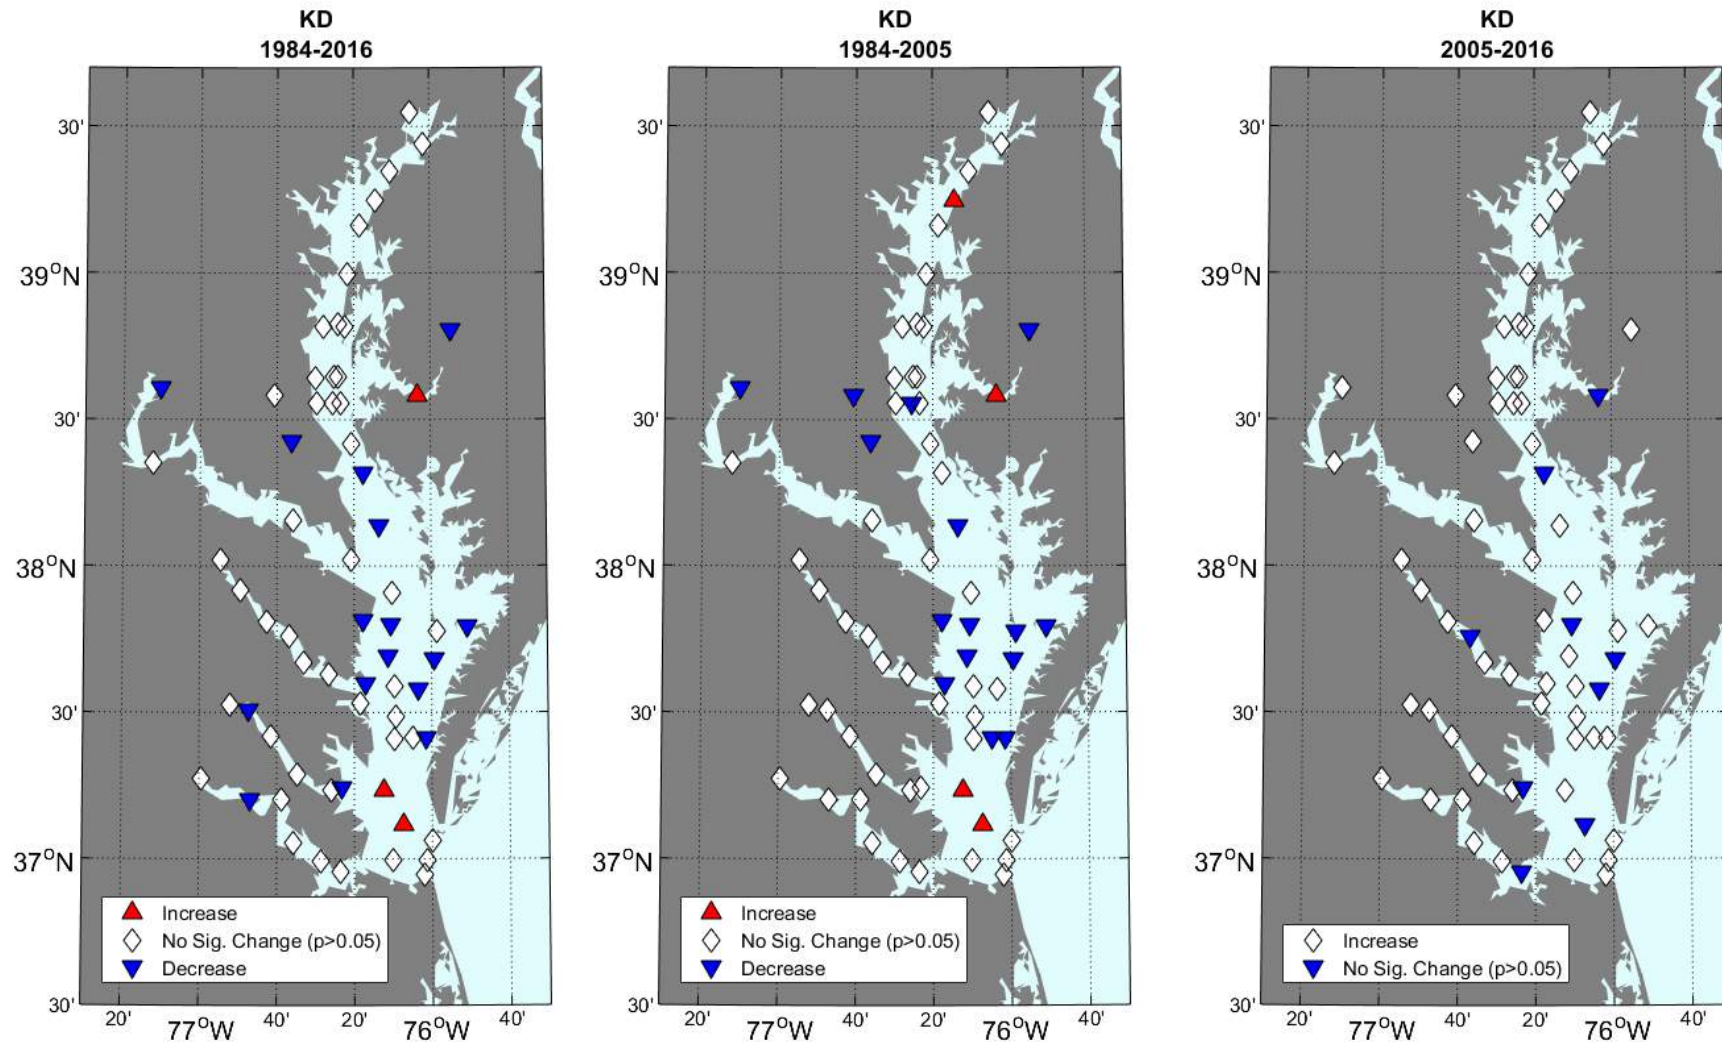 KD
1984-2016
30'
39°N
30'
38°N
30'
37°N
30'
20'
77°W
40'
20'
76°W
40'
Increase
No Sig. Change (p>0.05)
Decrease
KD
1984-2005
30'
39°N
30'
38°N
30'
37°N
30'
20'
77°W
40'
20'
76°W
40'
Increase
No Sig. Change (p>0.05)
Decrease
KD
2005-2016
30'
39°N
30'
38°N
30'
37°N
30'
20'
77°W
40'
20'
76°W
40'
Increase
No Sig. Change (p>0.05)